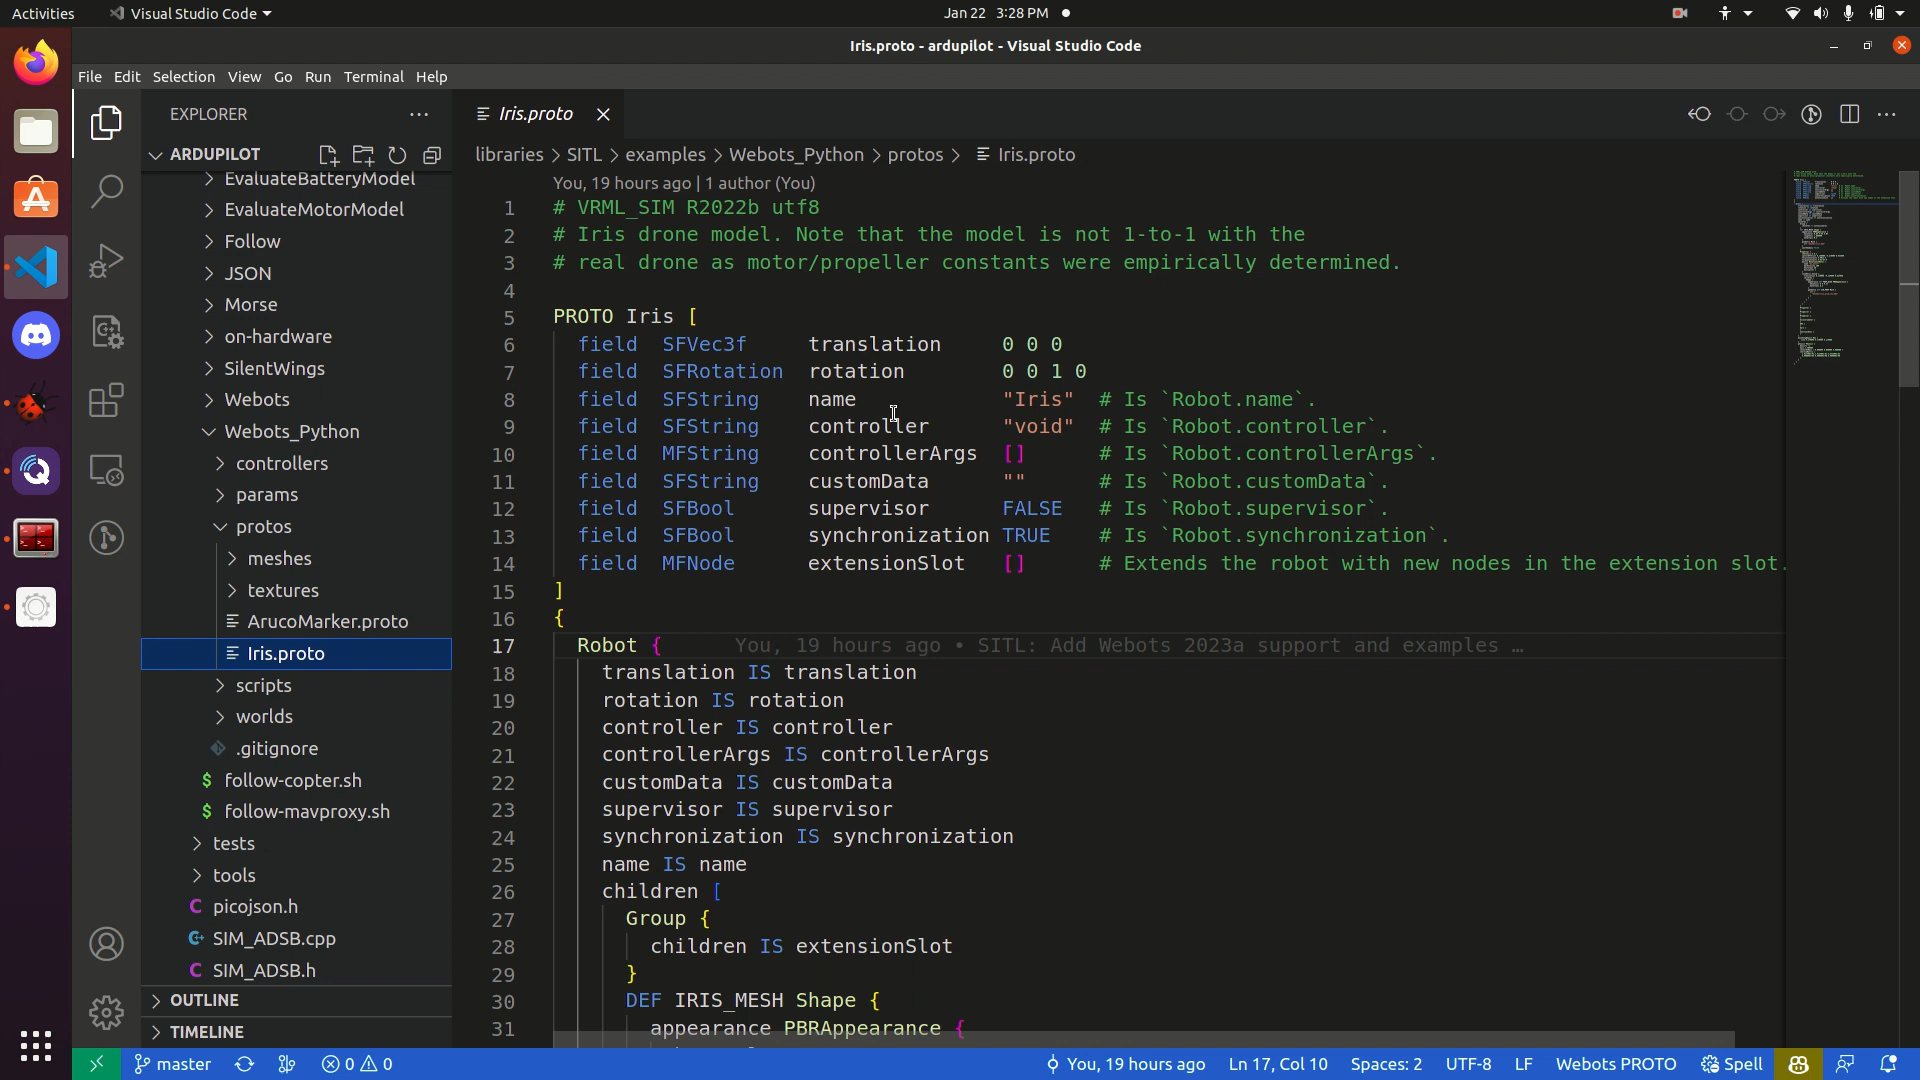 Activities
Visual Studio Code
Jan 22 3:28 PM
Iris.proto - ardupilot - Visual Studio Code
File Edit Selection View Go Run Terminal Help
EXPLORER
ARDUPILOT
EvaluateBatteryModel
EvaluateMotorModel
Follow
JSON
Morse
on-hardware
SilentWings
Webots
Webots_Python
controllers
params
protos
meshes
textures
ArucoMarker.proto
Iris.proto
scripts
worlds
.gitignore
$ follow-copter.sh
$ follow-mavproxy.sh
tests
tools
C picojson.h
C+ SIM_ADSB.cpp
C SIM_ADSB.h
OUTLINE
TIMELINE
Iris.proto
libraries > SITL > examples > Webots_Python > protos > Iris.proto
You, 19 hours ago | 1 author (You)
1 # VRML_SIM R2022b utf8
2 # Iris drone model. Note that the model is not 1-to-1 with the
3 # real drone as motor/propeller constants were empirically determined.
4
5 PROTO Iris [
6 field SFVec3f translation 0 0 0
7 field SFRotation rotation 0 0 1 0
8 field SFString name "Iris" # Is `Robot.name`.
9 field SFString controller "void" # Is `Robot.controller`.
10 field MFString controllerArgs [] # Is `Robot.controllerArgs`.
11 field SFString customData "" # Is `Robot.customData`.
12 field SFBool supervisor FALSE # Is `Robot.supervisor`.
13 field SFBool synchronization TRUE # Is `Robot.synchronization`.
14 field MFNode extensionSlot [] # Extends the robot with new nodes in the extension slot.
15 ]
16 {
17 Robot { You, 19 hours ago • SITL: Add Webots 2023a support and examples …
18 translation IS translation
19 rotation IS rotation
20 controller IS controller
21 controllerArgs IS controllerArgs
22 customData IS customData
23 supervisor IS supervisor
24 synchronization IS synchronization
25 name IS name
26 children [
27 Group {
28 children IS extensionSlot
29 }
30 DEF IRIS_MESH Shape {
31 appearance PBRAppearance {
master
0 0
You, 19 hours ago
Ln 17, Col 10
Spaces: 2
UTF-8
LF
Webots PROTO
Spell